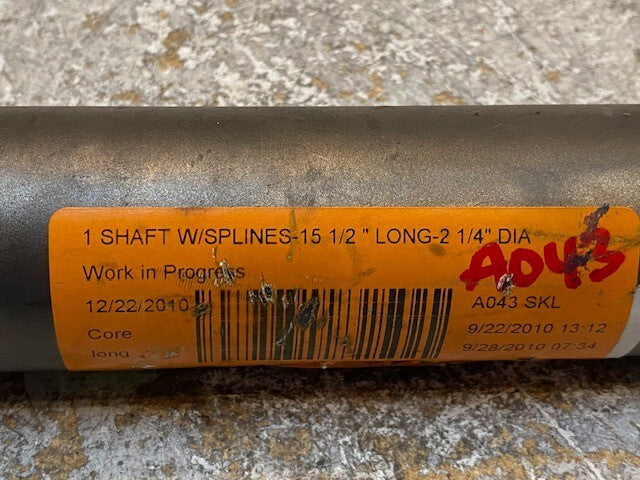 1 SHAFT W/SPLINES-15 1/2 " LONG-2 1/4" DIA
Work in Progress
A043
12/22/2010
A043 SKL
Core
9/22/2010 13:12
long
9/28/2010 07:34